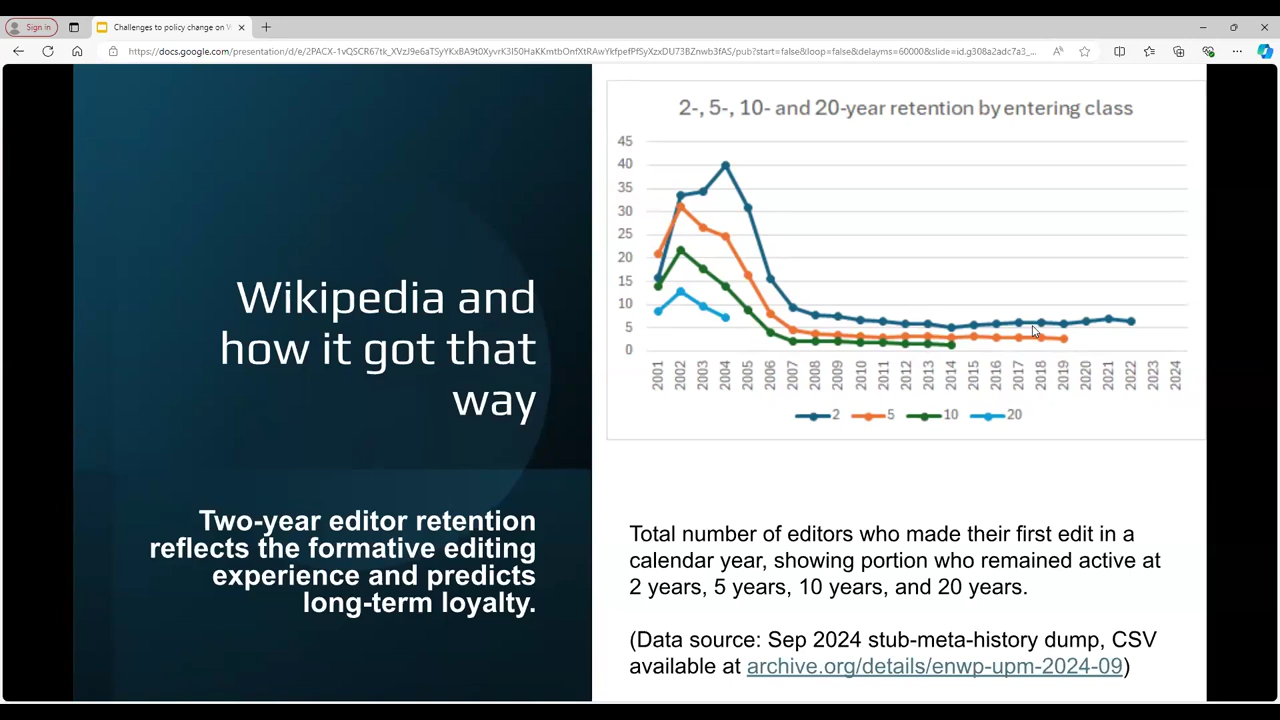 Sign in
Challenges to policy change on W
https://docs.google.com/presentation/d/e/2PACX-1vQSCR67tk_XVzJ9e6aTSyYKxBA9t0XyvrK3I50HaKKmtbOnfXtRAwYkfpefPfSyXzxDU73BZnwb3fAS/pub?start=false&loop=false&delayms=60000&slide=id.g308a2adc7a3_...
Wikipedia and
how it got that
way
Two-year editor retention
reflects the formative editing
experience and predicts
long-term loyalty.
2-, 5-, 10- and 20-year retention by entering class
45
40
35
30
25
20
15
10
5
0
2001 2002 2003 2004 2005 2006 2007 2008 2009 2010 2011 2012 2013 2014 2015 2016 2017 2018 2019 2020 2021 2022 2023 2024
2 5 10 20
Total number of editors who made their first edit in a
calendar year, showing portion who remained active at
2 years, 5 years, 10 years, and 20 years.
(Data source: Sep 2024 stub-meta-history dump, CSV
available at archive.org/details/enwp-upm-2024-09)